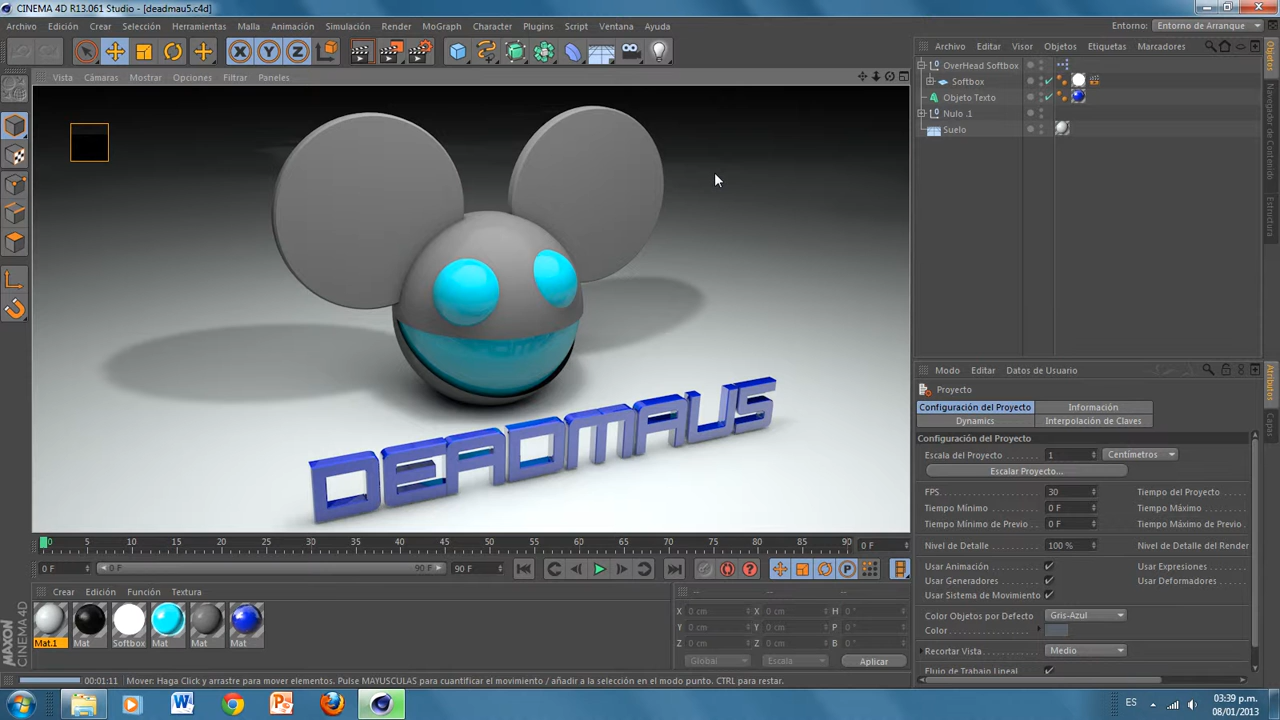 CINEMA 4D R13.061 Studio - [deadmau5.c4d]
Archivo Edición Crear Selección Herramientas Malla Animación Simulación Render MoGraph Character Plugins Script Ventana Ayuda
Entorno: Entorno de Arranque
Vista Cámaras Mostrar Opciones Filtrar Paneles
X Y Z
DEADMAUS
Archivo Editar Visor Objetos Etiquetas Marcadores
OverHead Softbox
Softbox
Objeto Texto
Nulo .1
Suelo
Objetos
Navegador de Contenido
Estructura
Modo Editar Datos de Usuario
Proyecto
Configuración del Proyecto Información
Dynamics Interpolación de Claves
Configuración del Proyecto
Escala del Proyecto 1 Centímetros
Escalar Proyecto...
FPS. 30 Tiempo del Proyecto
Tiempo Mínimo 0 F Tiempo Máximo
Tiempo Mínimo de Previo 0 F Tiempo Máximo de Previo
Nivel de Detalle 100 % Nivel de Detalle del Render
Usar Animación Usar Expresiones
Usar Generadores Usar Deformadores
Usar Sistema de Movimiento
Color Objetos por Defecto Gris-Azul
Color
Recortar Vista Medio
Flujo de Trabajo Lineal
Atributos
Capas
0 5 10 15 20 25 30 35 40 45 50 55 60 65 70 75 80 85 90 0 F
0 F 0 F 90 F 90 F
P
Crear Edición Función Textura
Mat.1 Mat Softbox Mat Mat Mat
-- -- --
X 0 cm X 0 cm H 0 °
Y 0 cm Y 0 cm P 0 °
Z 0 cm Z 0 cm B 0 °
Global Escala Aplicar
MAXON
CINEMA 4D
00:01:11 Mover: Haga Click y arrastre para mover elementos. Pulse MAYUSCULAS para cuantificar el movimiento / añadir a la selección en el modo punto. CTRL para restar.
ES 03:39 p.m.
08/01/2013